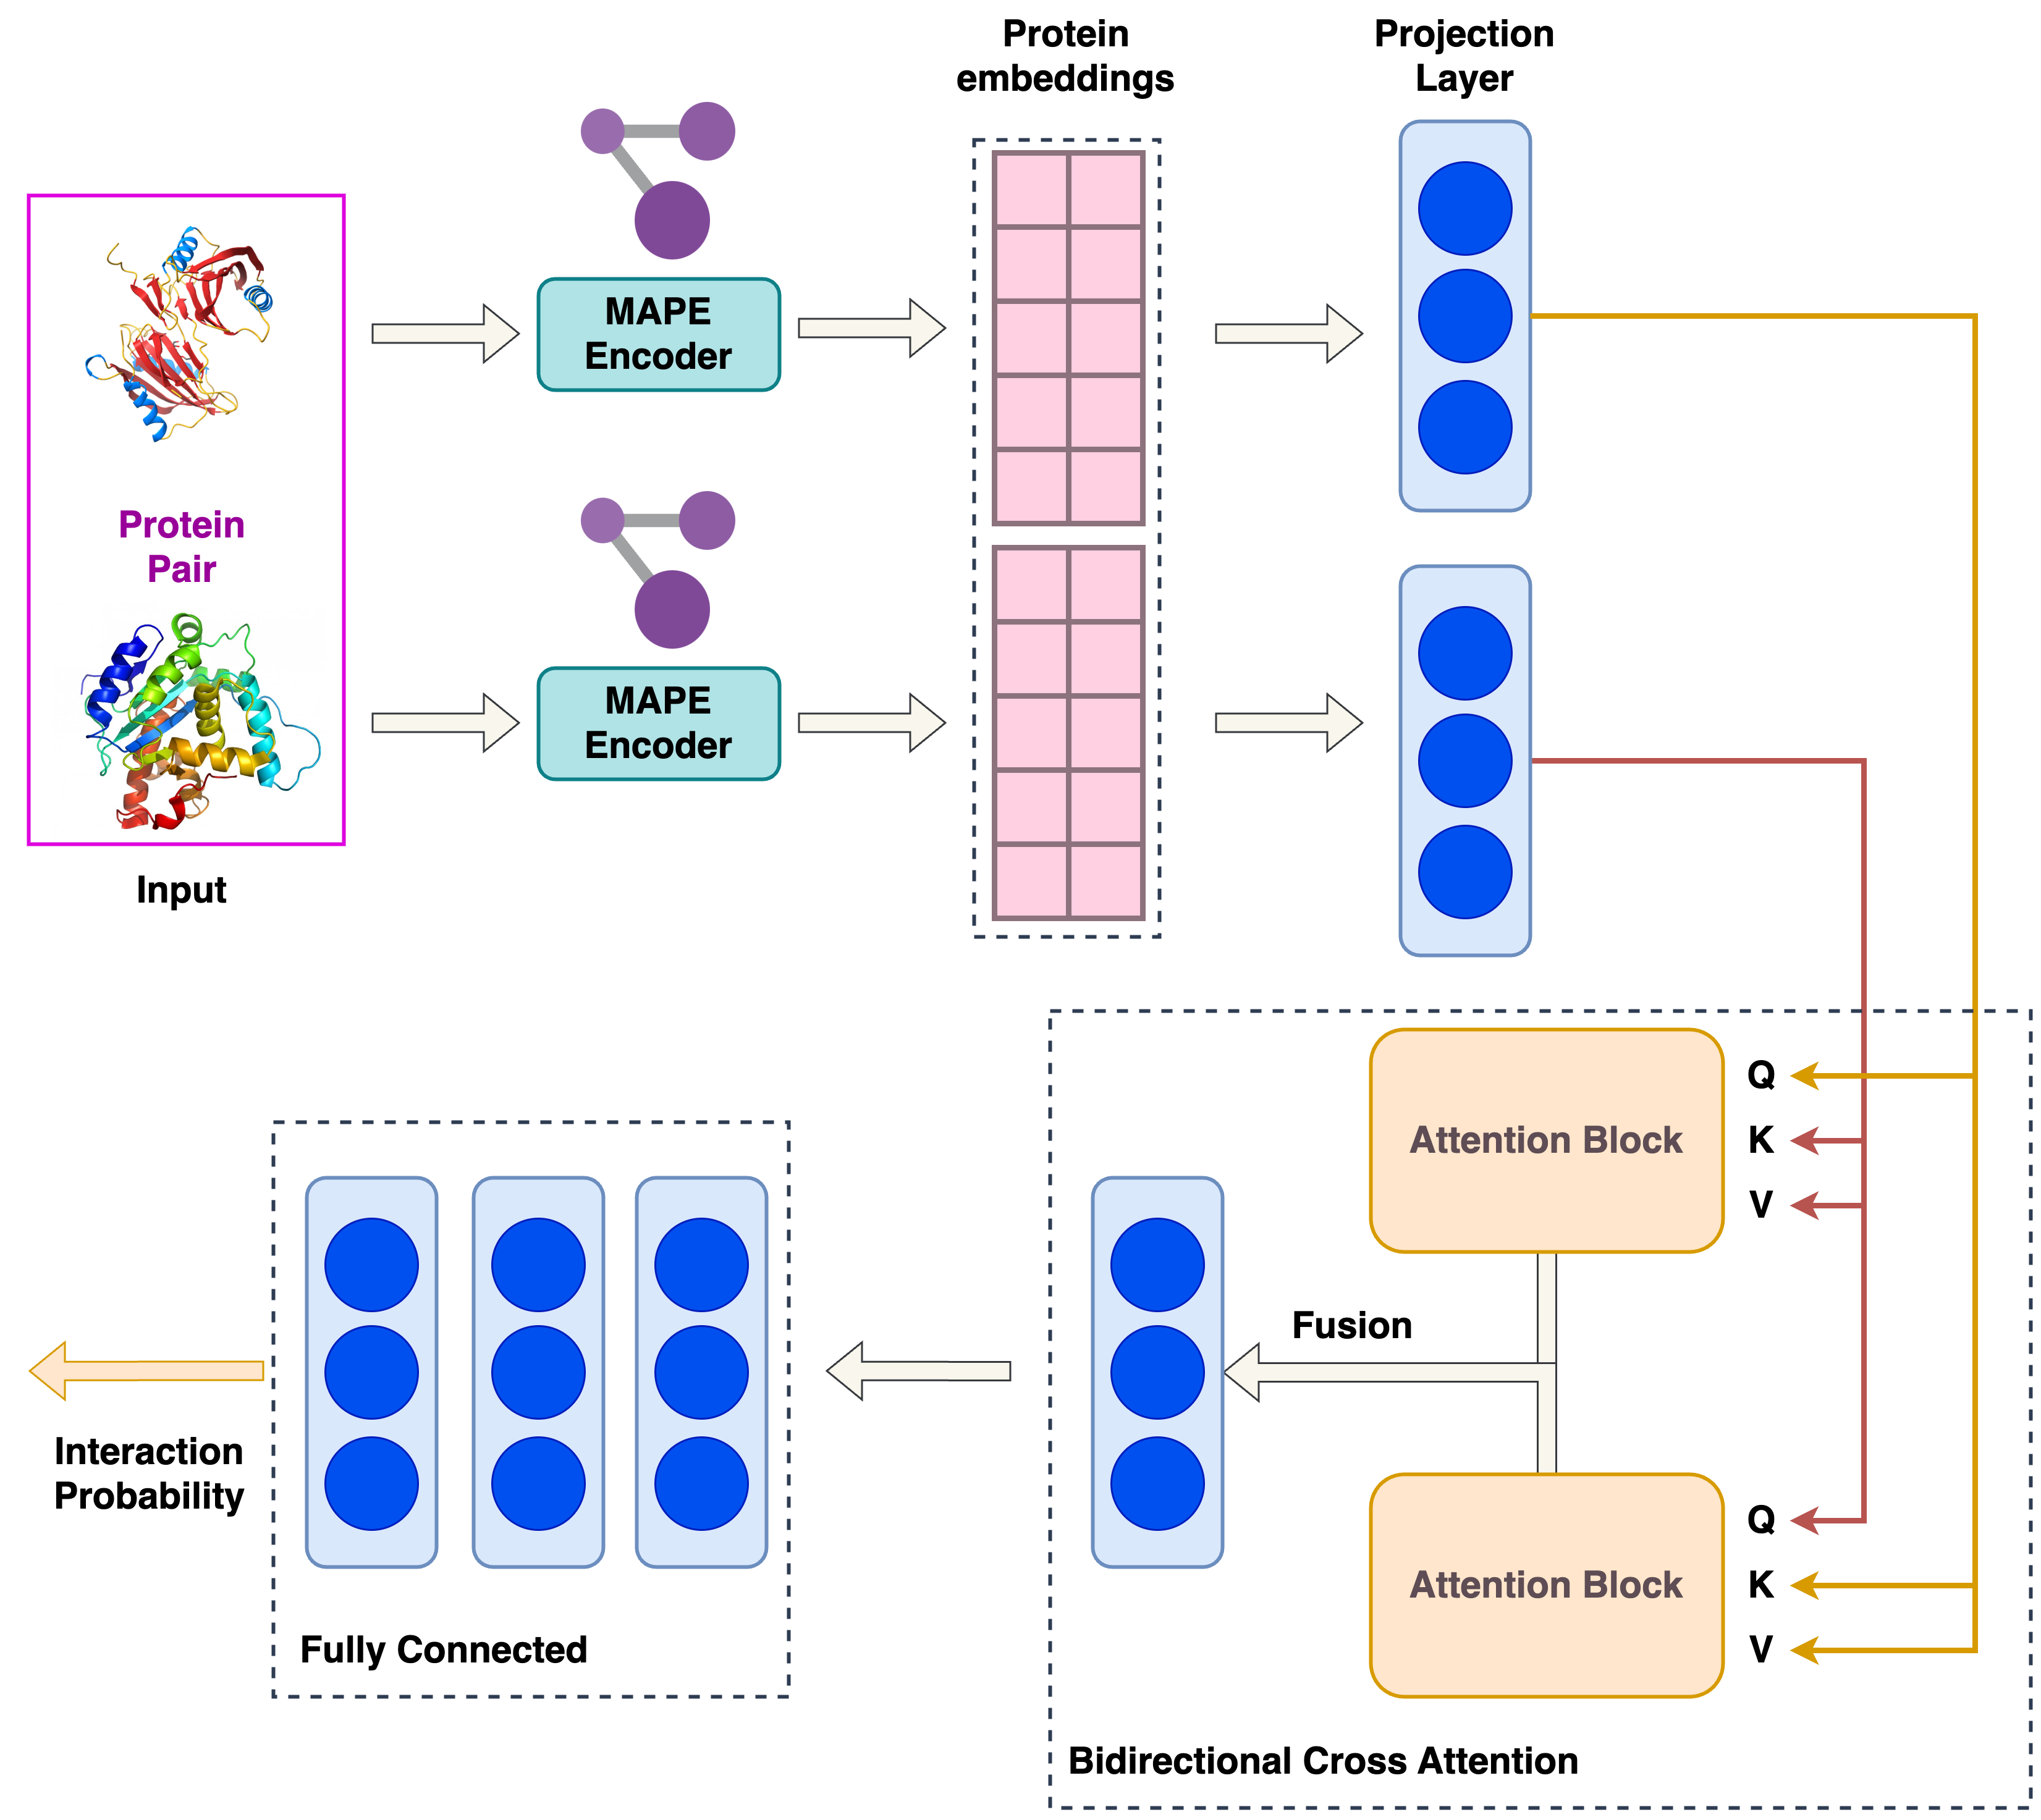 Protein
embeddings
Projection
Layer
Protein
Pair
Input
MAPE
Encoder
MAPE
Encoder
Q
K
V
Attention Block
Fusion
Q
K
V
Attention Block
Bidirectional Cross Attention
Fully Connected
Interaction
Probability